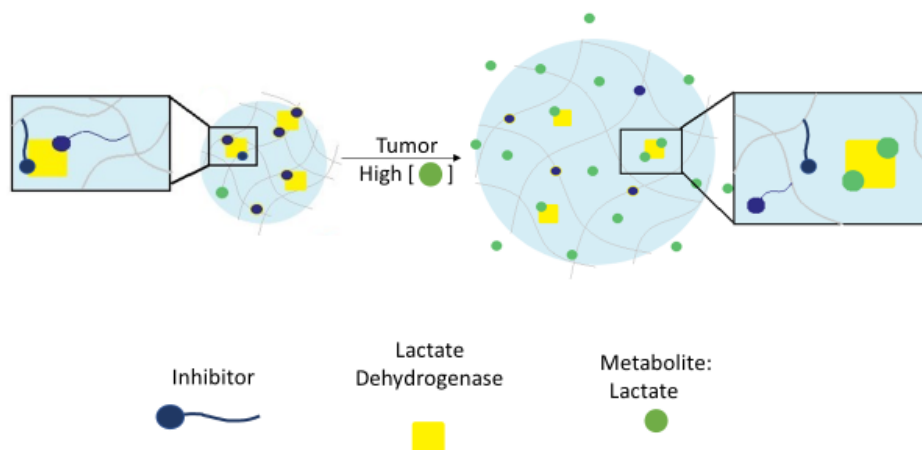 Tumor
High [ ]
Inhibitor
Lactate
Dehydrogenase
Metabolite:
Lactate